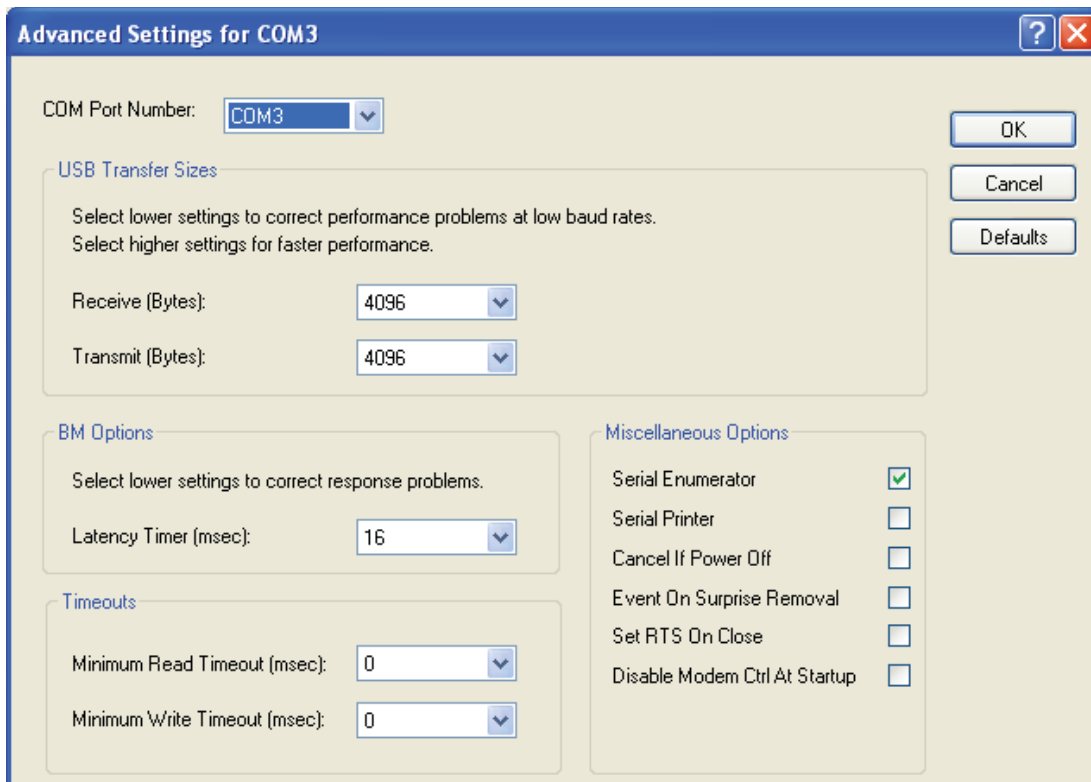 Advanced Settings for COM3
COM Port Number: COM3
OK
Cancel
Defaults
USB Transfer Sizes
Select lower settings to correct performance problems at low baud rates.
Select higher settings for faster performance.
Receive (Bytes): 4096
Transmit (Bytes): 4096
BM Options
Select lower settings to correct response problems.
Latency Timer (msec): 16
Timeouts
Minimum Read Timeout (msec): 0
Minimum Write Timeout (msec): 0
Miscellaneous Options
Serial Enumerator
Serial Printer
Cancel If Power Off
Event On Surprise Removal
Set RTS On Close
Disable Modem Ctrl At Startup